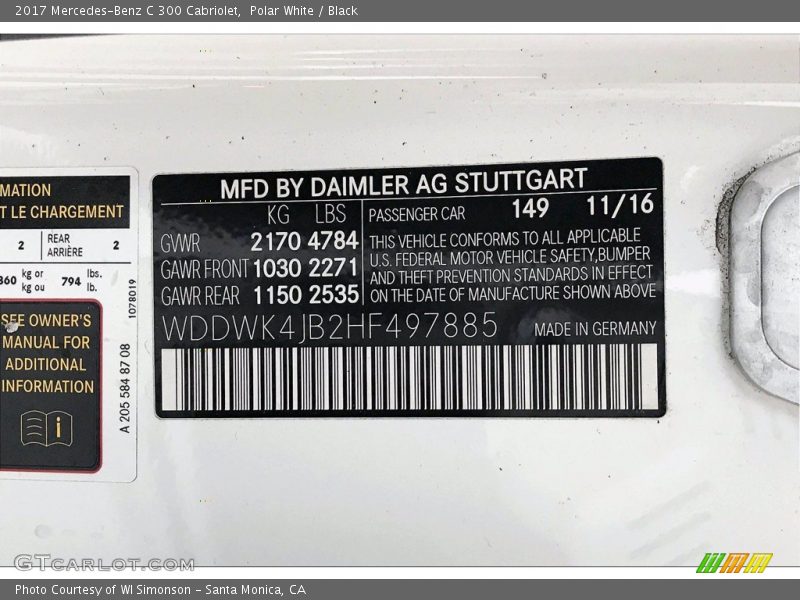 2017 Mercedes-Benz C 300 Cabriolet,  Polar White / Black
MATION
T LE CHARGEMENT
2 REAR ARRIÈRE 2
360 kg or kg ou 794 lbs. lb.
SEE OWNER'S
MANUAL FOR
ADDITIONAL
INFORMATION
i
1078019
A 205 584 87 08
MFD BY DAIMLER AG STUTTGART
KG LBS
GVWR 2170 4784
GAWR FRONT 1030 2271
GAWR REAR 1150 2535
PASSENGER CAR 149 11/16
THIS VEHICLE CONFORMS TO ALL APPLICABLE
U.S. FEDERAL MOTOR VEHICLE SAFETY,BUMPER
AND THEFT PREVENTION STANDARDS IN EFFECT
ON THE DATE OF MANUFACTURE SHOWN ABOVE
WDDWK4JB2HF497885 MADE IN GERMANY
GTcarlot.com
Photo Courtesy of WI Simonson - Santa Monica, CA